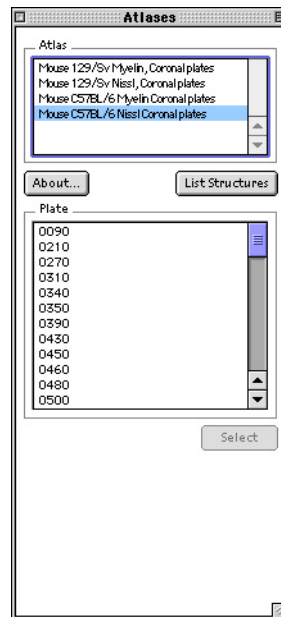 Atlases
Atlas
Mouse 129/Sv Myelin, Coronal plates
Mouse 129/Sv Nissl, Coronal plates
Mouse C57BL/6 Myelin Coronal plates
Mouse C57BL/6 Nissl Coronal plates
About... List Structures
Plate
0090
0210
0270
0310
0340
0350
0390
0430
0450
0460
0480
0500
Select